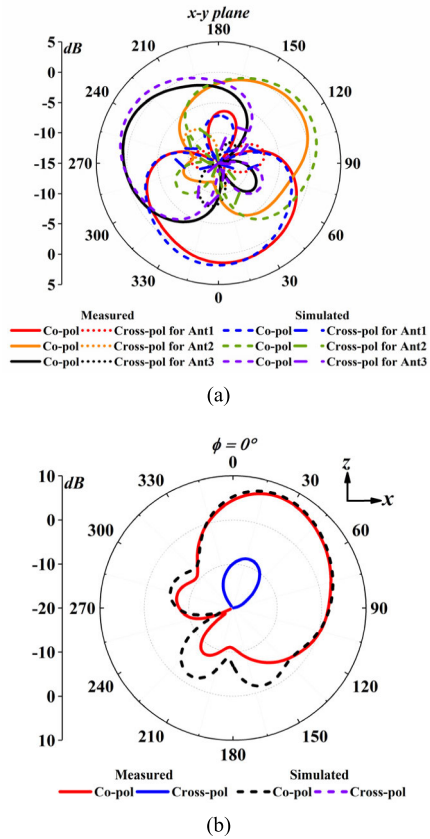 x-y plane
180
210
150
240
120
270
90
300
60
330
30
0
dB
5
0
-5
-10
-15
-10
-5
0
5
Measured Simulated
Co-pol Cross-pol for Ant1 Co-pol Cross-pol for Ant1
Co-pol Cross-pol for Ant2 Co-pol Cross-pol for Ant2
Co-pol Cross-pol for Ant3 Co-pol Cross-pol for Ant3
(a)
ϕ = 0°
0
330
30
300
60
270
90
240
120
210
150
180
dB
10
0
-10
-20
-10
0
10
z
x
Measured Simulated
Co-pol Cross-pol Co-pol Cross-pol
(b)